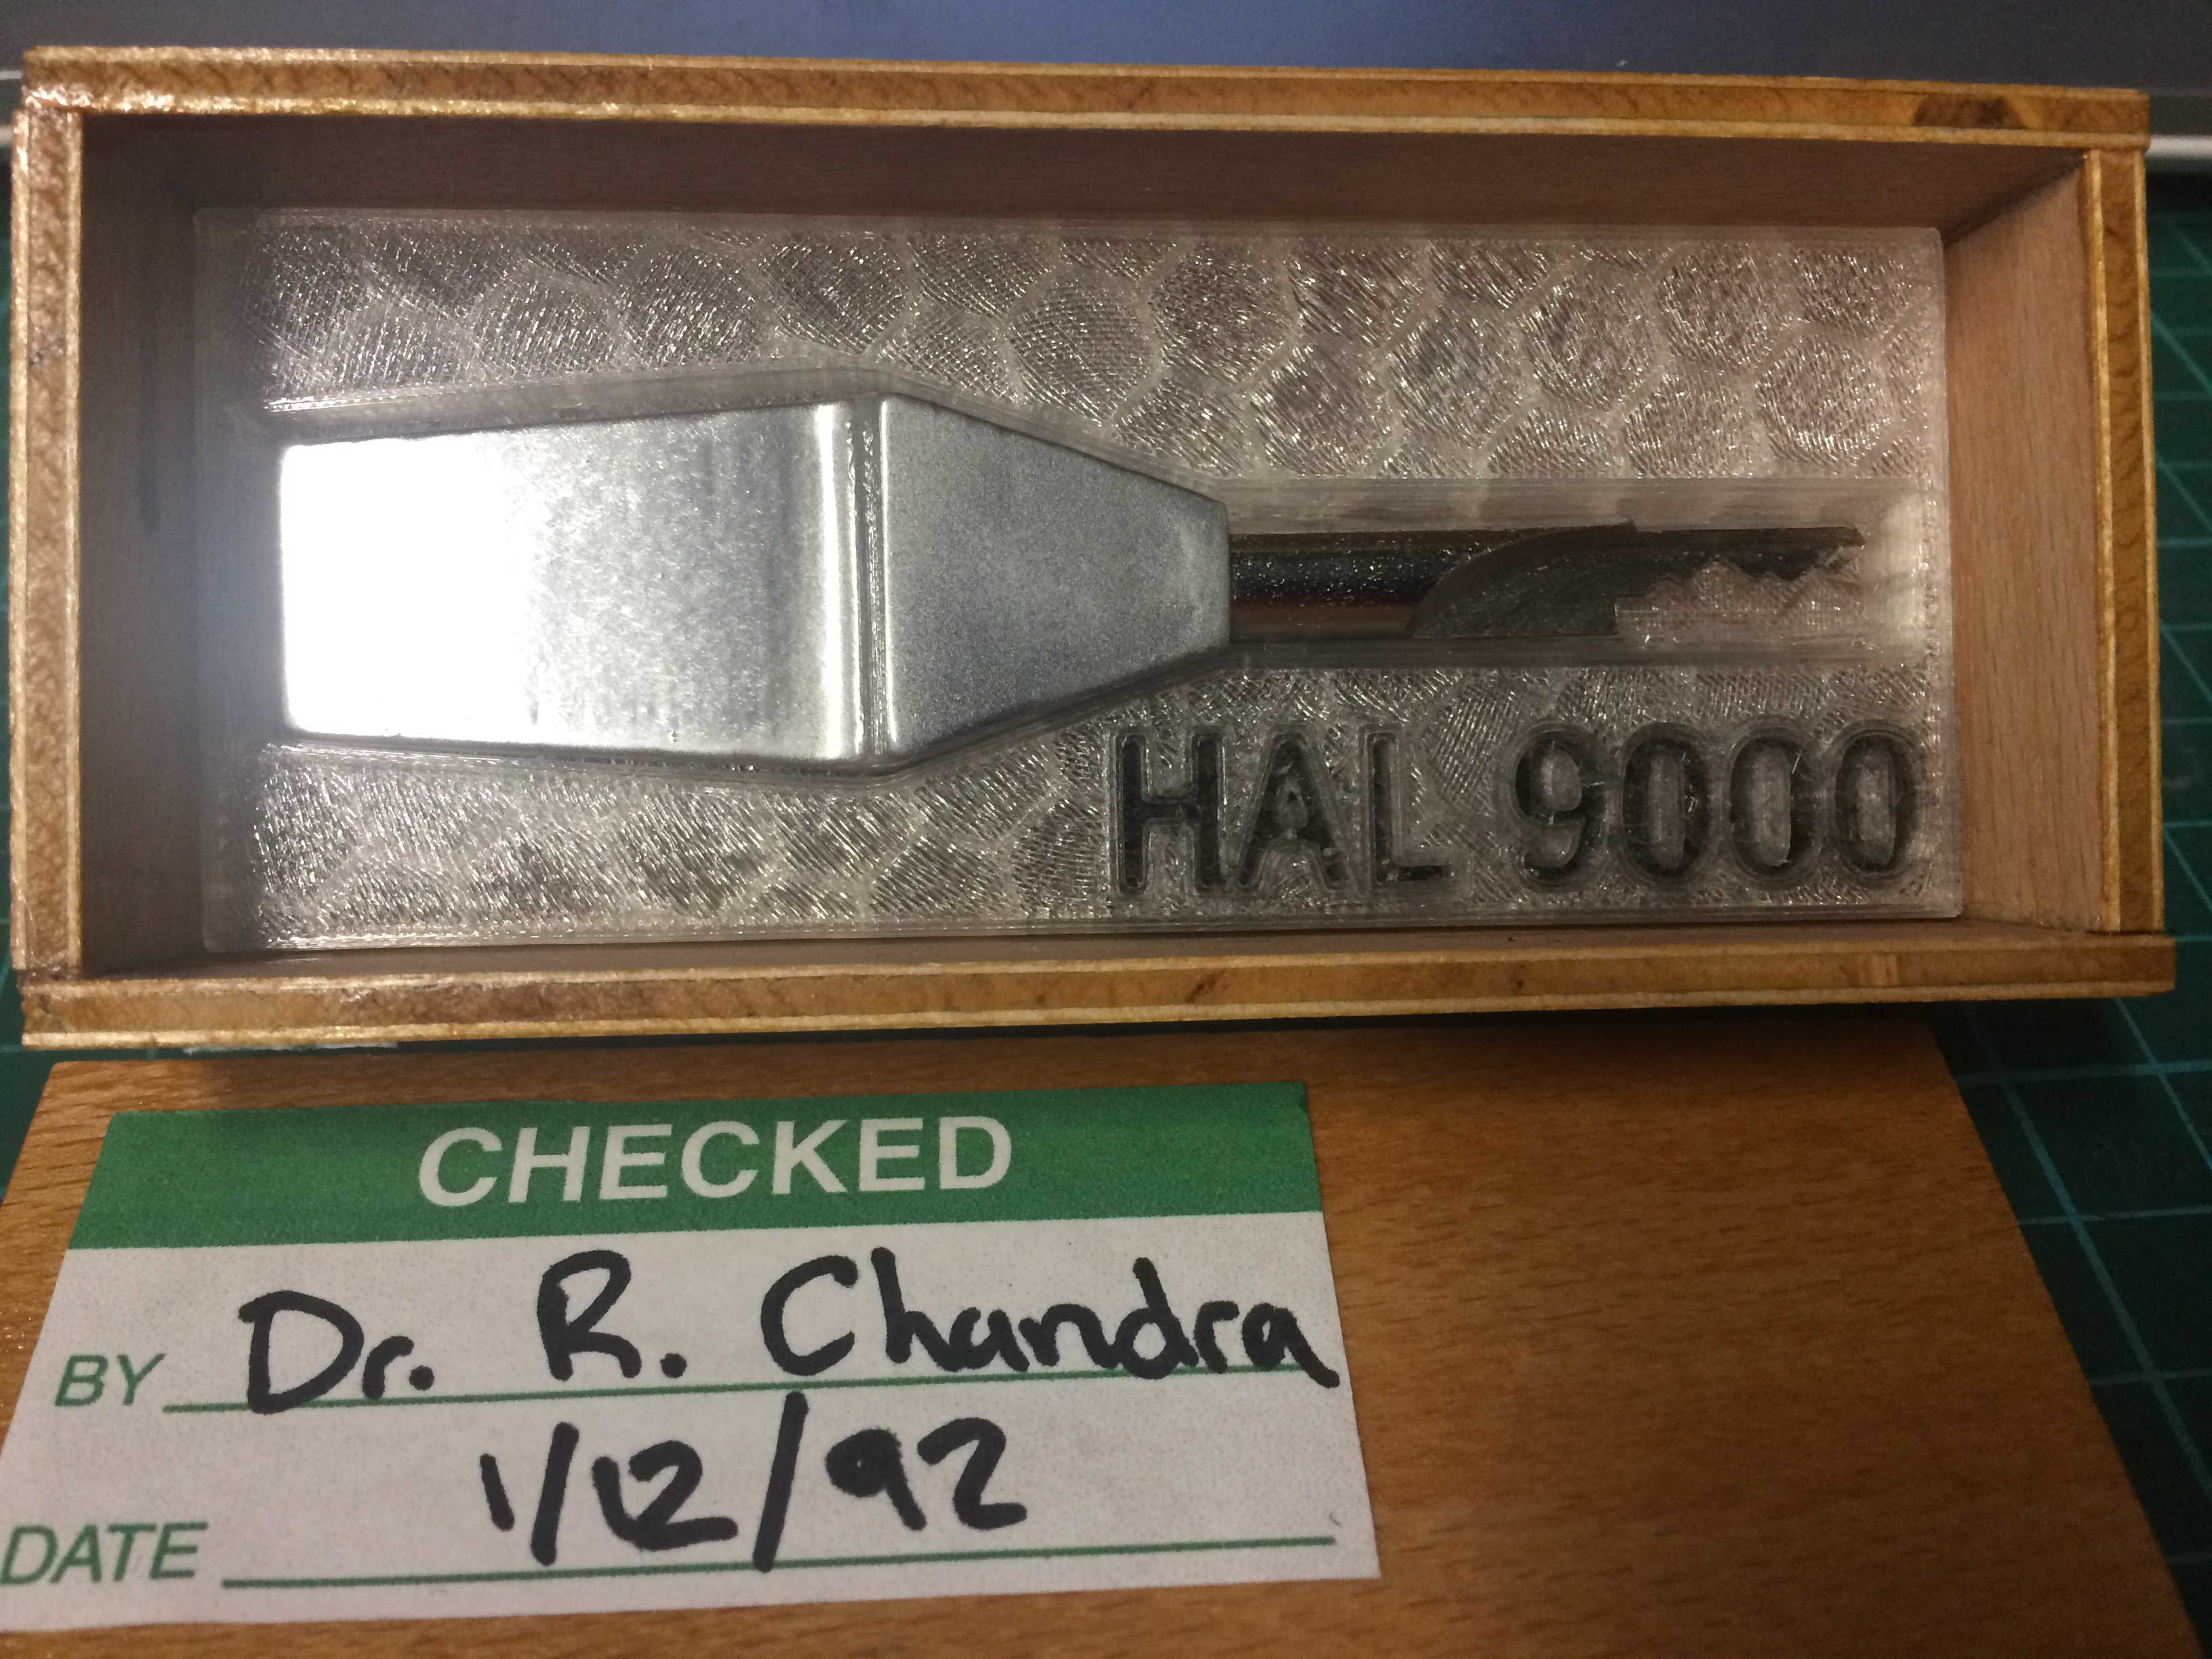 HAL 9000
CHECKED
BY Dr. R. Chandra
DATE 1/12/92